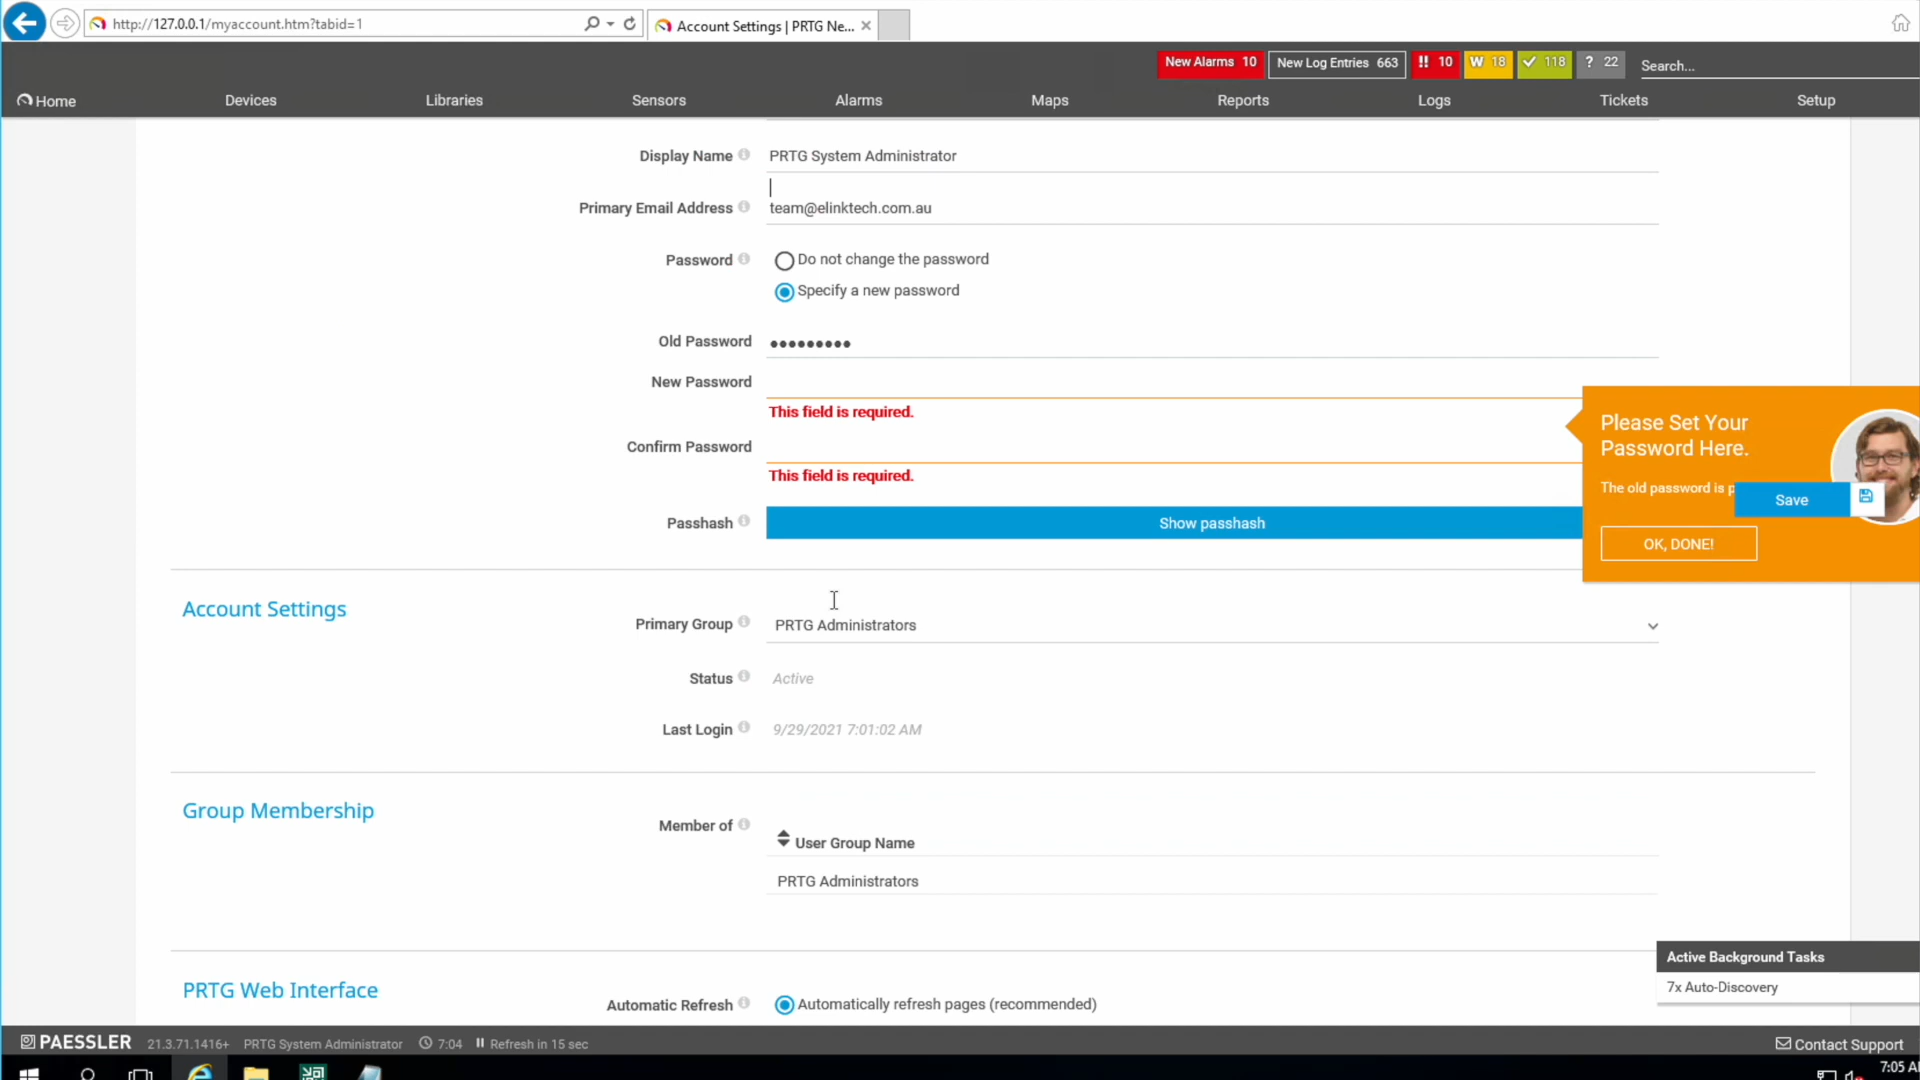 http://127.0.0.1/myaccount.htm?tabid=1
Account Settings | PRTG Ne...
New Alarms 10
New Log Entries 663
!! 10
W 18
118
? 22
Search...
Home
Devices
Libraries
Sensors
Alarms
Maps
Reports
Logs
Tickets
Setup
Display Name
PRTG System Administrator
Primary Email Address
team@elinktech.com.au
Password
Do not change the password
Specify a new password
Old Password
•••••••••
New Password
This field is required.
Confirm Password
This field is required.
Passhash
Show passhash
Please Set Your
Password Here.
The old password is p
Save
OK, DONE!
Account Settings
Primary Group
PRTG Administrators
Status
Active
Last Login
9/29/2021 7:01:02 AM
Group Membership
Member of
User Group Name
PRTG Administrators
PRTG Web Interface
Automatic Refresh
Automatically refresh pages (recommended)
Active Background Tasks
7x Auto-Discovery
PAESSLER
21.3.71.1416+
PRTG System Administrator
7:04
Refresh in 15 sec
Contact Support
7:05 A